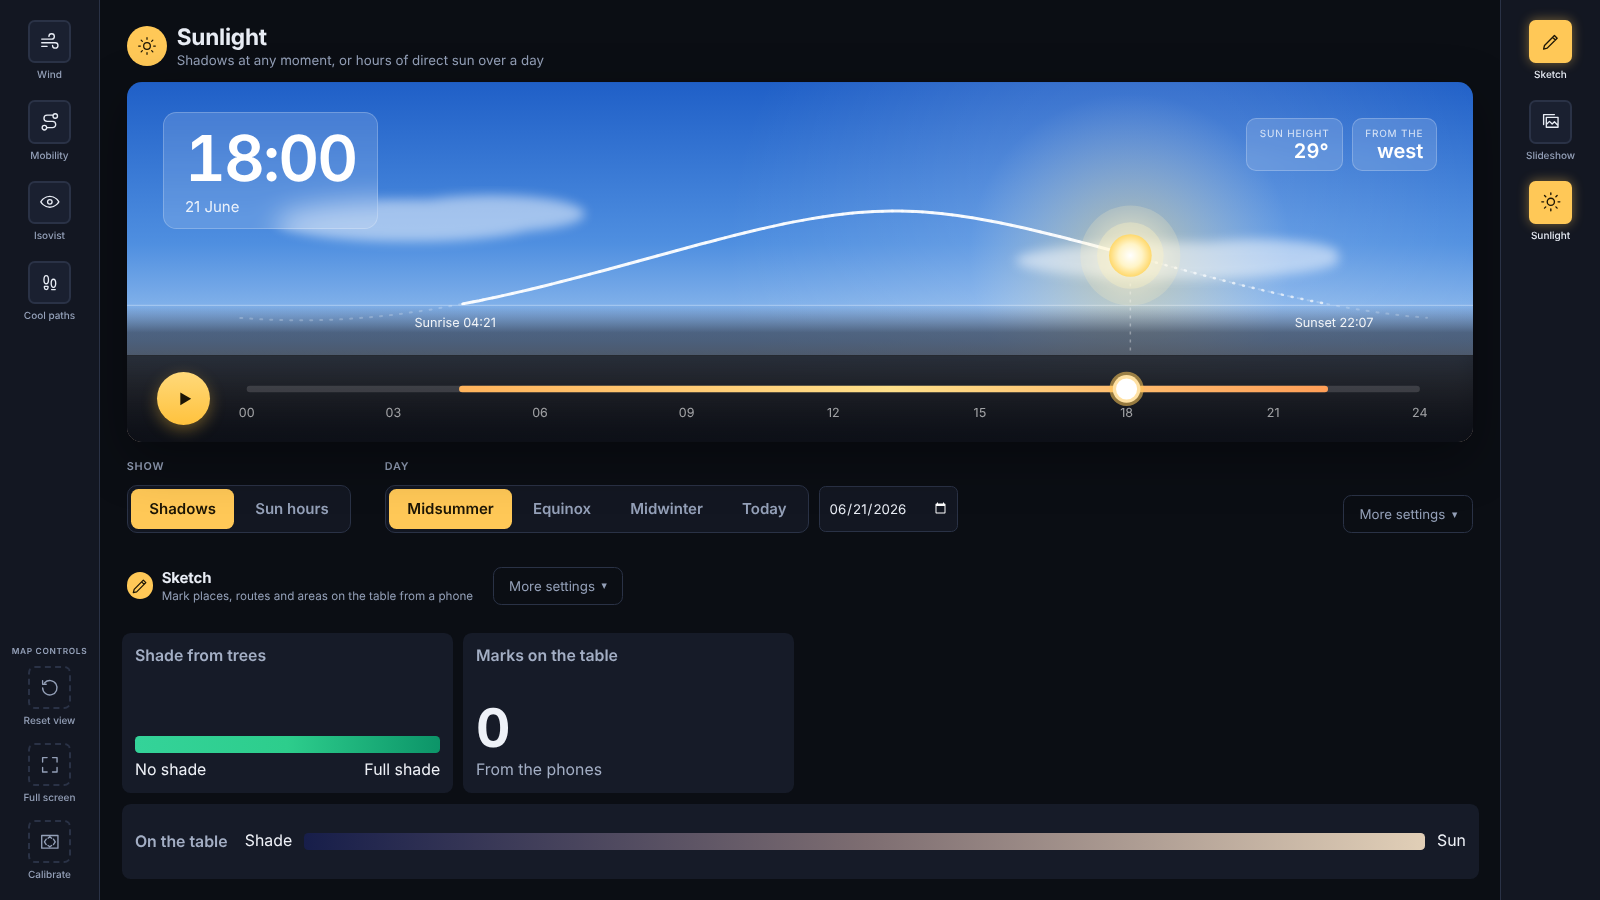 Wind
Mobility
Isovist
Cool paths
MAP CONTROLS
Reset view
Full screen
Calibrate
Sunlight
Shadows at any moment, or hours of direct sun over a day
18:00
21 June
SUN HEIGHT
29°
FROM THE
west
Sunrise 04:21
Sunset 22:07
00 03 06 09 12 15 18 21 24
SHOW
Shadows Sun hours
DAY
Midsummer Equinox Midwinter Today
06/21/2026
More settings
Sketch
Mark places, routes and areas on the table from a phone
More settings
Shade from trees
No shade Full shade
Marks on the table
0
From the phones
On the table Shade Sun
Sketch
Slideshow
Sunlight